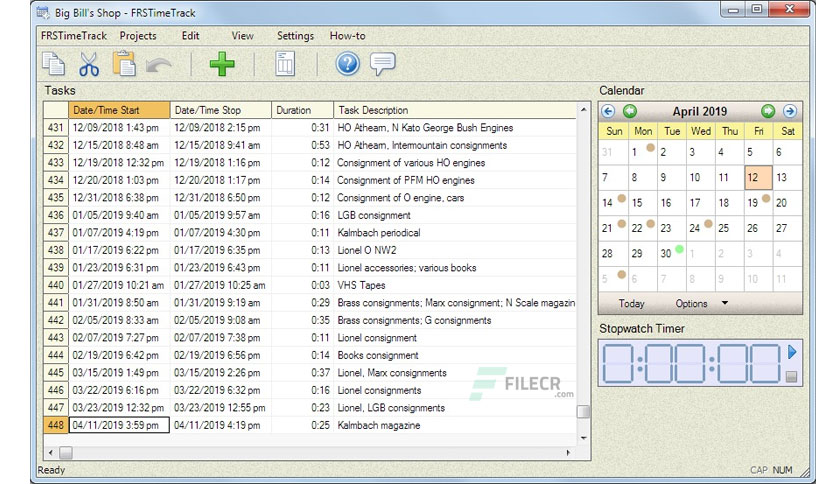 Big Bill's Shop - FRSTimeTrack
FRSTimeTrack Projects Edit View Settings How-to
Tasks
Date/Time Start Date/Time Stop Duration Task Description
431 12/09/2018 1:43 pm 12/09/2018 2:15 pm 0:31 HO Athearn, N Kato George Bush Engines
432 12/15/2018 8:48 am 12/15/2018 9:41 am 0:53 HO Athearn, Intermountain consignments
433 12/19/2018 12:32 pm 12/19/2018 1:16 pm 0:12 Consignment of various HO engines
434 12/20/2018 1:03 pm 12/20/2018 1:17 pm 0:14 Consignment of PFM HO engines
435 12/31/2018 6:38 pm 12/31/2018 6:50 pm 0:12 Consignment of O engine, cars
436 01/05/2019 9:40 am 01/05/2019 9:57 am 0:16 LGB consignment
437 01/07/2019 4:19 pm 01/07/2019 4:30 pm 0:11 Kalmbach periodical
438 01/17/2019 6:22 pm 01/17/2019 6:35 pm 0:13 Lionel O NW2
439 01/23/2019 6:31 pm 01/23/2019 6:43 pm 0:11 Lionel accessories; various books
440 01/27/2019 10:21 am 01/27/2019 10:25 am 0:03 VHS Tapes
441 01/31/2019 8:50 am 01/31/2019 9:19 am 0:29 Brass consignments; Marx consignment; N Scale magazin
442 02/05/2019 8:33 am 02/05/2019 9:08 am 0:35 Brass consignments; G consignments
443 02/07/2019 7:27 pm 02/07/2019 7:38 pm 0:11 Lionel consignment
444 02/19/2019 6:42 pm 02/19/2019 6:56 pm 0:14 Books consignment
445 03/15/2019 1:49 pm 03/15/2019 2:26 pm 0:37 Lionel, Marx consignments
446 03/22/2019 6:16 pm 03/22/2019 6:32 pm 0:16 Lionel consignments
447 03/23/2019 12:32 pm 03/23/2019 12:55 pm 0:23 Lionel, LGB consignments
448 04/11/2019 3:59 pm 04/11/2019 4:19 pm 0:25 Kalmbach magazine
FILECR
.com
Calendar
April 2019
Sun Mon Tue Wed Thu Fri Sat
31 1 2 3 4 5 6
7 8 9 10 11 12 13
14 15 16 17 18 19 20
21 22 23 24 25 26 27
28 29 30 1 2 3 4
5 6 7 8 9 10 11
Today Options
Stopwatch Timer
0:00:00
Ready CAP NUM